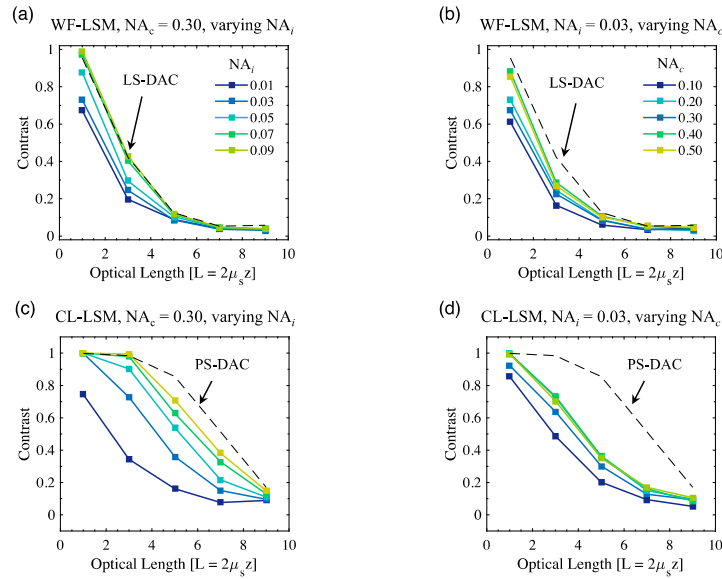 (a)
WF-LSM, NAc = 0.30, varying NAi
1
0.8
0.6
0.4
0.2
0
Contrast
LS-DAC
NAi
0.01
0.03
0.05
0.07
0.09
0 2 4 6 8 10
Optical Length [L = 2μsz]
(b)
WF-LSM, NAi = 0.03, varying NAc
1
0.8
0.6
0.4
0.2
0
Contrast
LS-DAC
NAc
0.10
0.20
0.30
0.40
0.50
0 2 4 6 8 10
Optical Length [L = 2μsz]
(c)
CL-LSM, NAc = 0.30, varying NAi
1
0.8
0.6
0.4
0.2
0
Contrast
PS-DAC
0 2 4 6 8 10
Optical Length [L = 2μsz]
(d)
CL-LSM, NAi = 0.03, varying NAc
1
0.8
0.6
0.4
0.2
0
Contrast
PS-DAC
0 2 4 6 8 10
Optical Length [L = 2μsz]